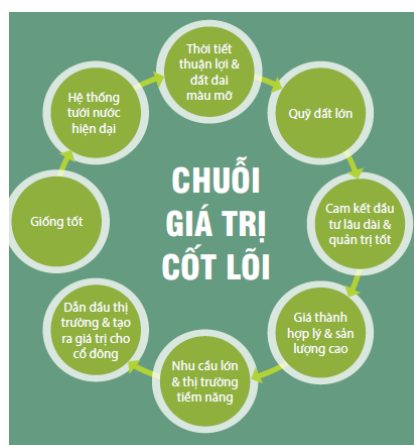 Thời tiết
thuận lợi &
đất đai
màu mỡ
Quỹ đất lớn
Cam kết đầu
tư lâu dài &
quản trị tốt
Giá thành
hợp lý & sản
lượng cao
Nhu cầu lớn
& thị trường
tiềm năng
Dẫn đầu thị
trường & tạo
ra giá trị cho
cổ đông
Giống tốt
Hệ thống
tưới nước
hiện đại
CHUỖI
GIÁ TRỊ
CỐT LÕI